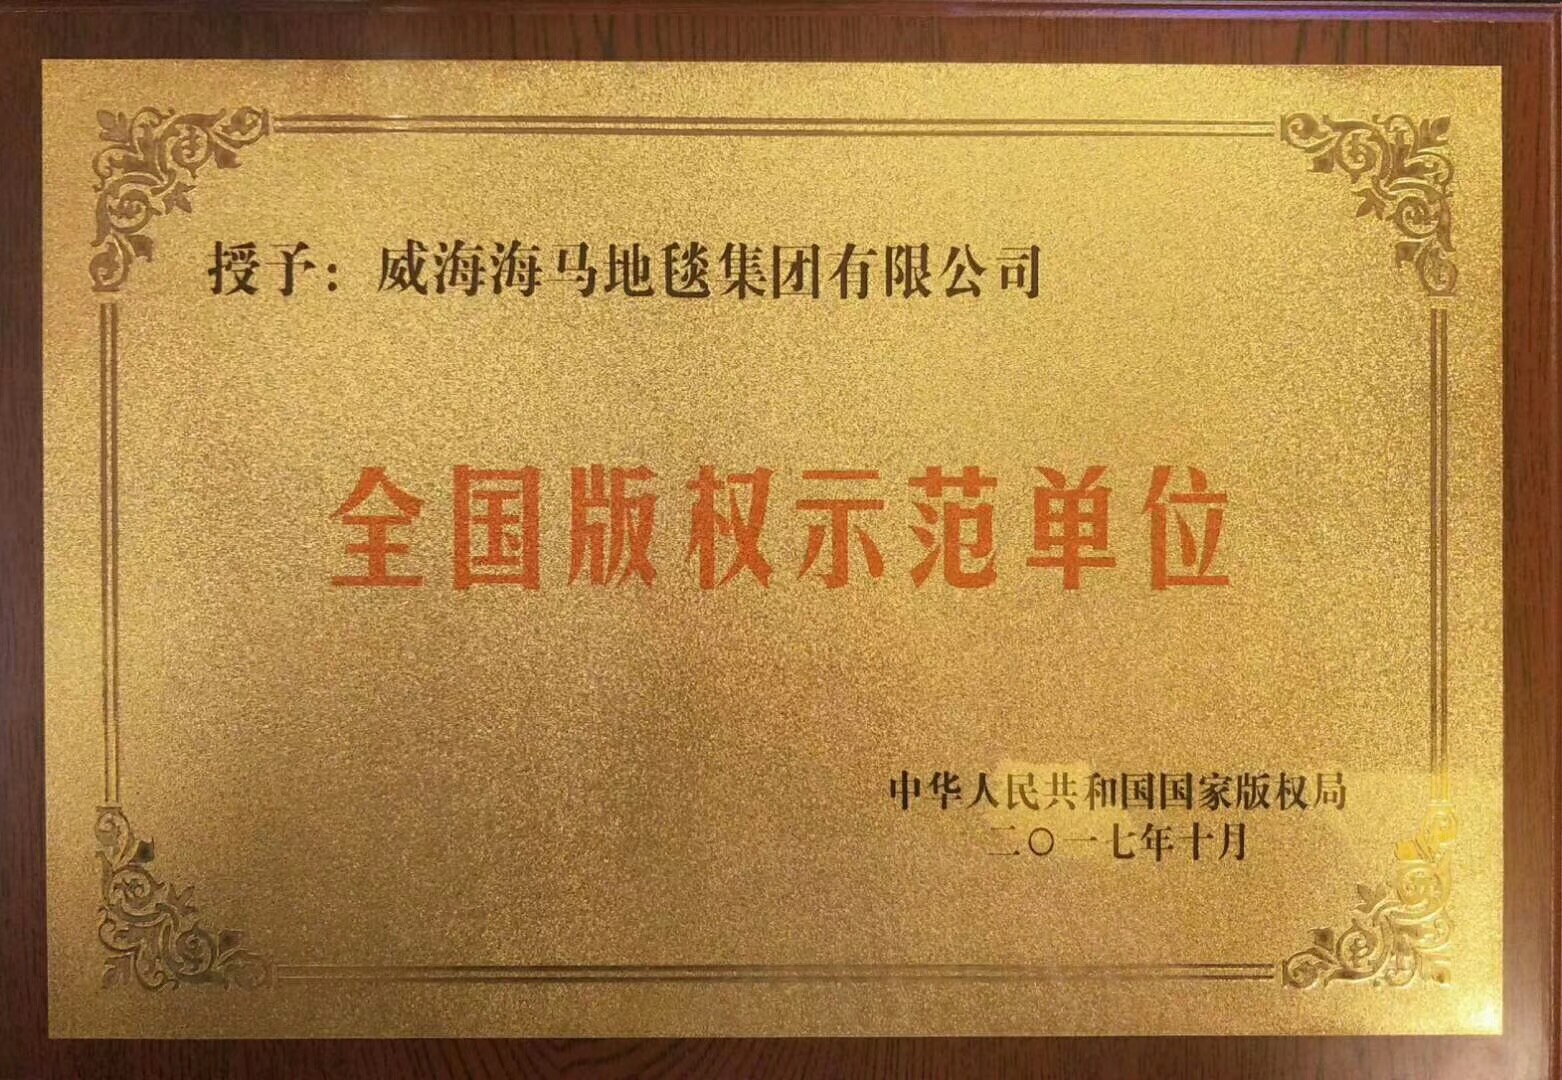 授予：威海海马地毯集团有限公司
全国版权示范单位
中华人民共和国国家版权局
二〇一七年十月